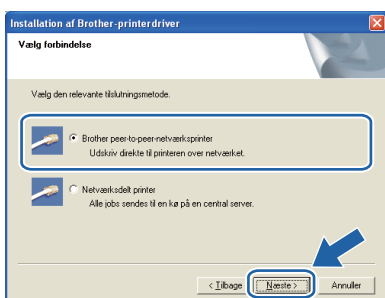 Installation af Brother-printerdriver
Vælg forbindelse
Vælg den relevante tilslutningsmetode.
Brother peer-to-peer-netværksprinter
Udskriv direkte til printeren over netværket.
Netværksdelt printer
Alle jobs sendes til en kø på en central server.
< Tilbage Næste > Annuller